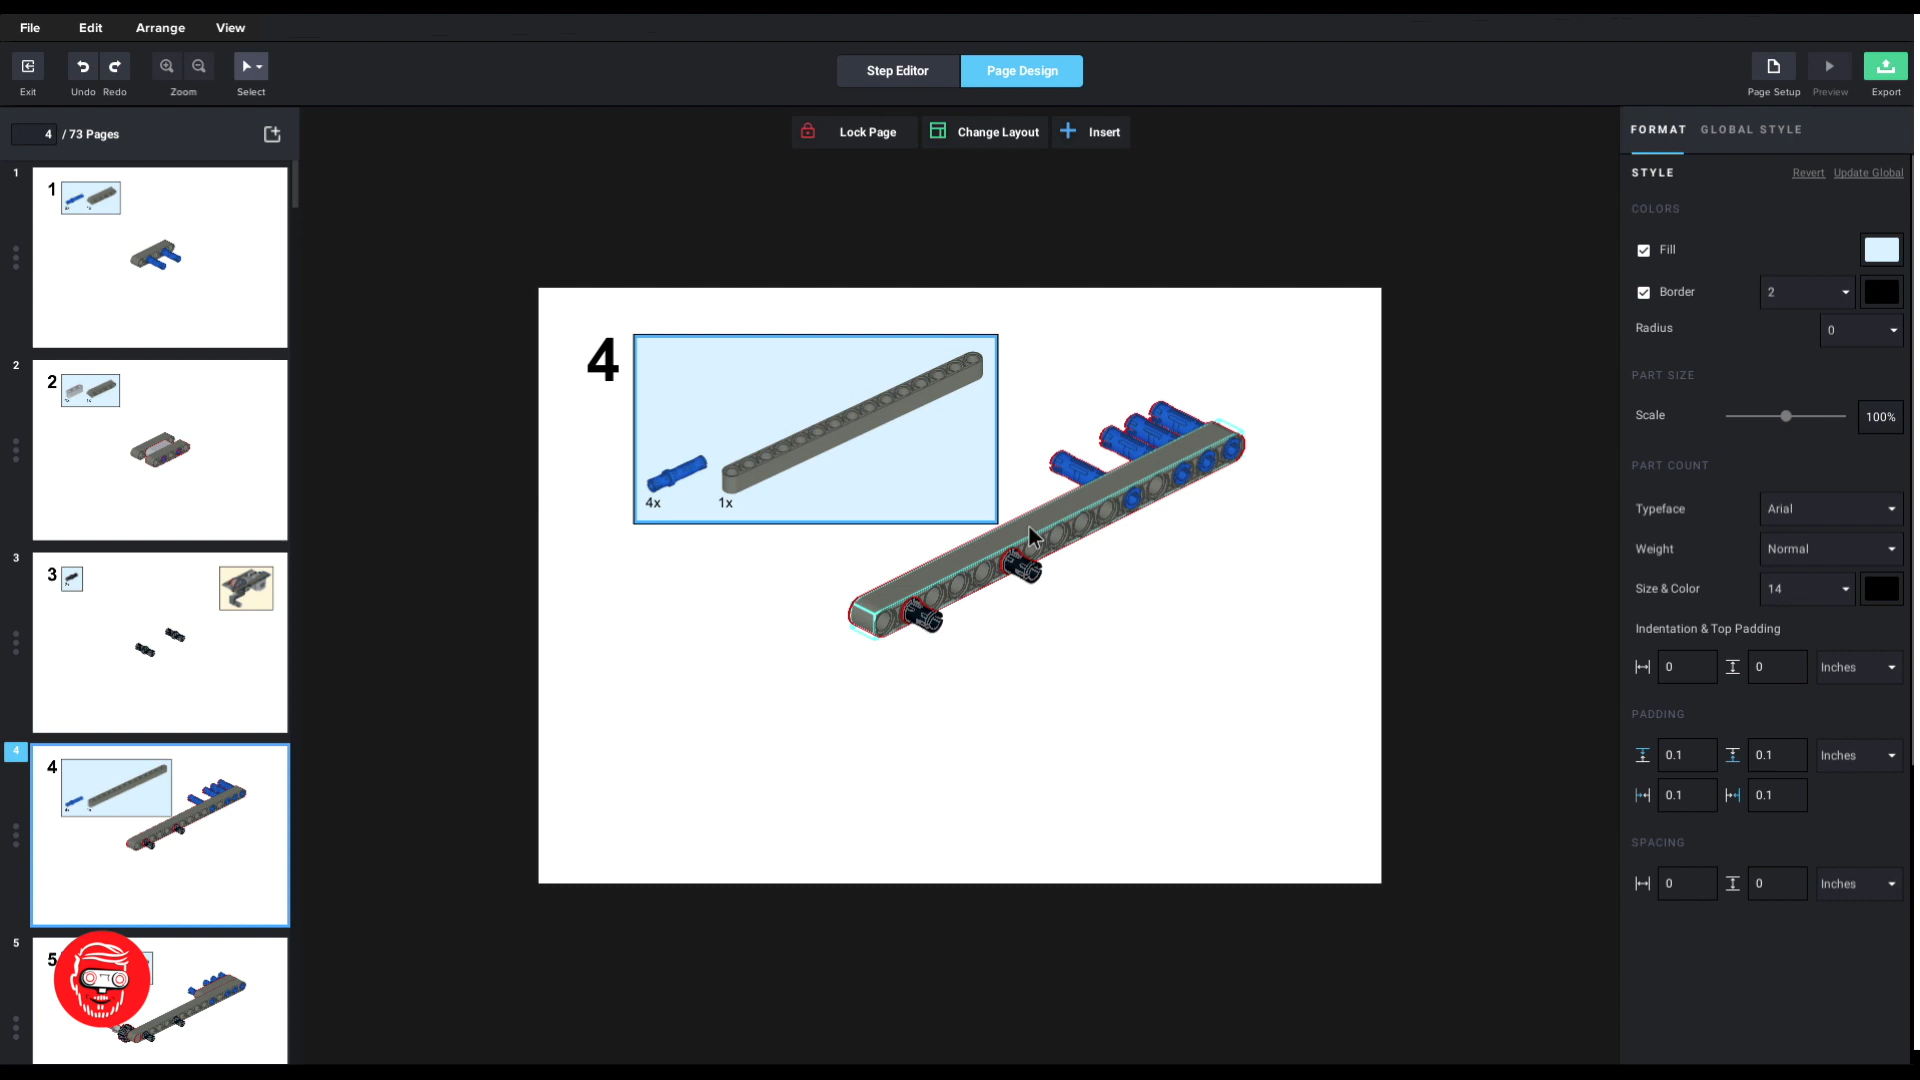 File Edit Arrange View
Exit Undo Redo Zoom Select
Step Editor Page Design
Page Setup Preview Export
4 / 73 Pages
Lock Page Change Layout Insert
FORMAT GLOBAL STYLE
STYLE Revert Update Global
COLORS
Fill
Border 2
Radius 0
PART SIZE
Scale 100%
PART COUNT
Typeface Arial
Weight Normal
Size & Color 14
Indentation & Top Padding
0 0 Inches
PADDING
0.1 0.1 Inches
0.1 0.1
SPACING
0 0 Inches
1
1
2
2
3
3
4
4
5
5
4
4x 1x